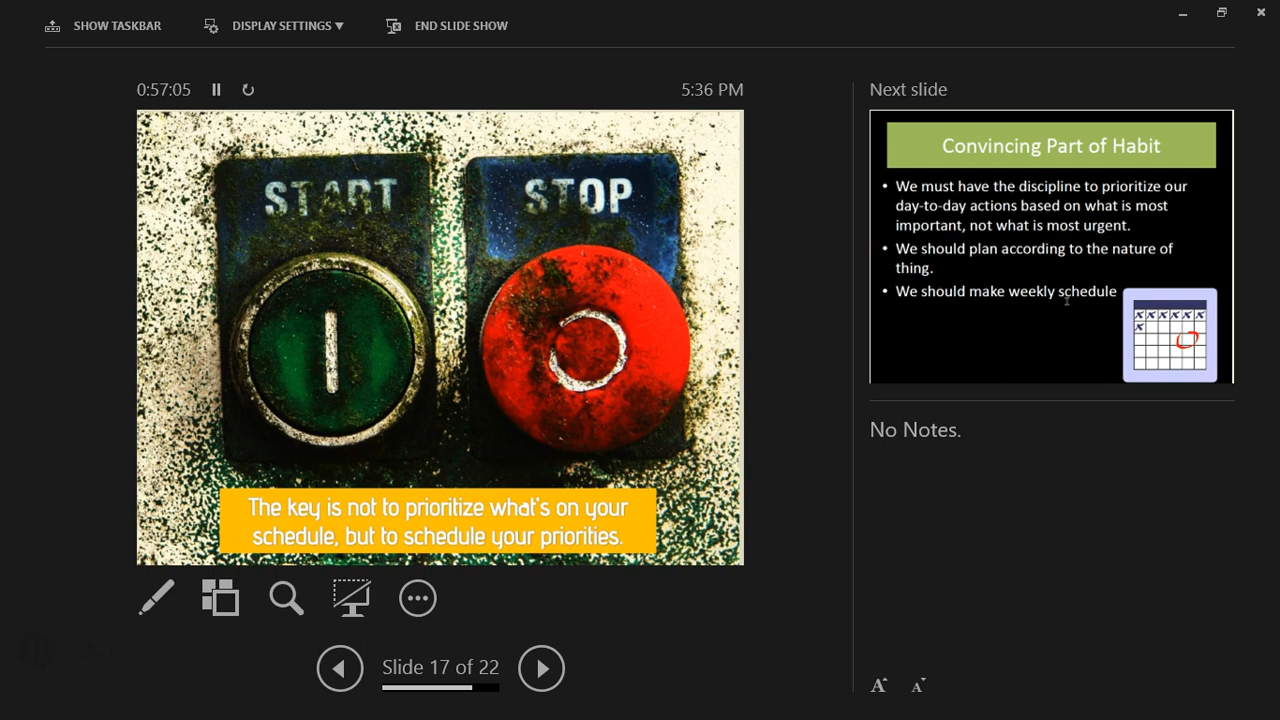 SHOW TASKBAR
DISPLAY SETTINGS ▼
END SLIDE SHOW
0:57:05
5:36 PM
START
STOP
The key is not to prioritize what's on your
schedule, but to schedule your priorities.
Slide 17 of 22
Next slide
Convincing Part of Habit
• We must have the discipline to prioritize our
day-to-day actions based on what is most
important, not what is most urgent.
• We should plan according to the nature of
thing.
• We should make weekly schedule
X X X X X X
X
No Notes.
A A